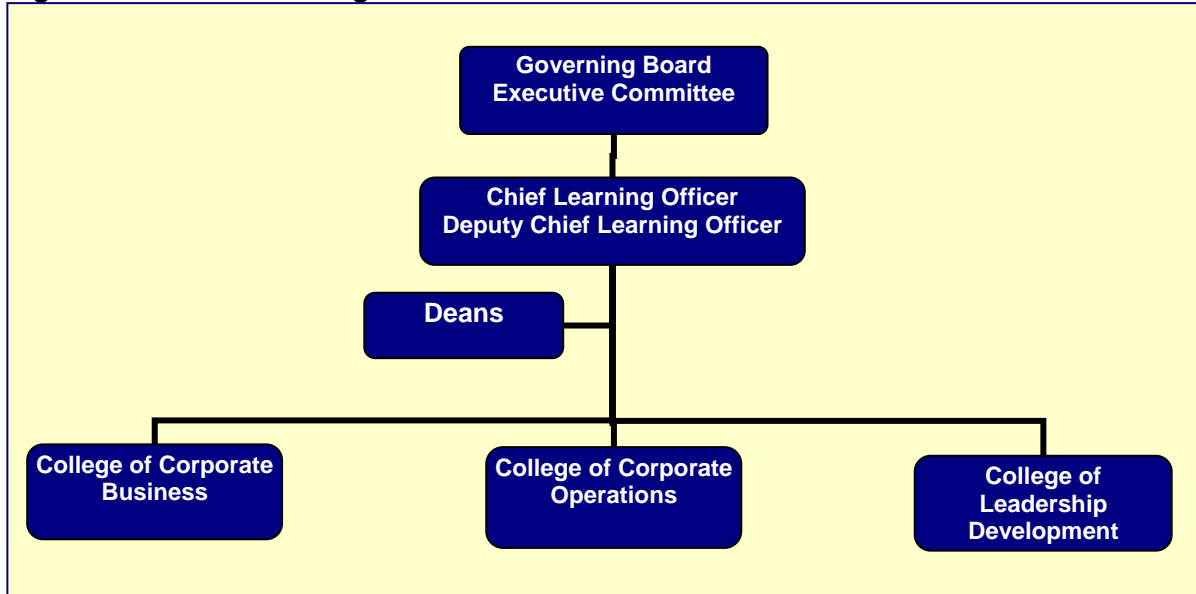 Governing Board
Executive Committee
Chief Learning Officer
Deputy Chief Learning Officer
Deans
College of Corporate
Business
College of Corporate
Operations
College of
Leadership
Development